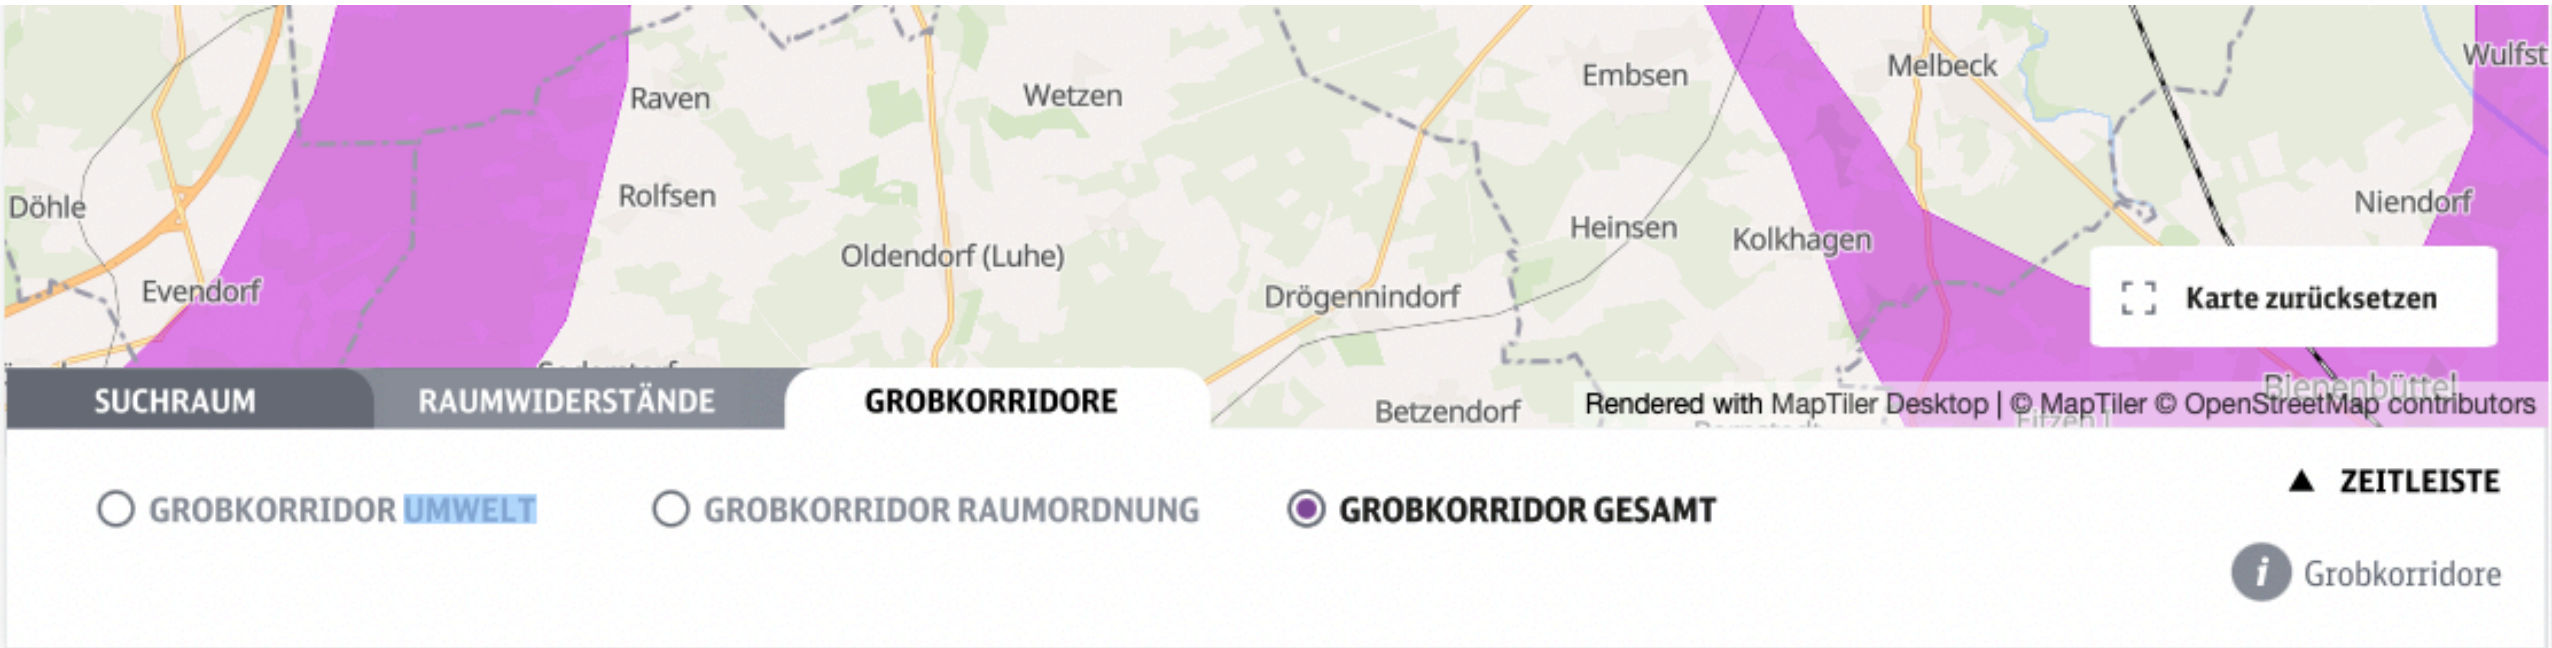 Wulfst
Embsen
Melbeck
Raven
Wetzen
Rolfsen
Döhle
Niendorf
Heinsen
Kolkhagen
Oldendorf (Luhe)
Evendorf
Drögennindorf
Karte zurücksetzen
Bienenbüttel
SUCHRAUM
RAUMWIDERSTÄNDE
GROBKORRIDORE
Betzendorf
Rendered with MapTiler Desktop | © MapTiler © OpenStreetMap contributors
▲ ZEITLEISTE
GROBKORRIDOR UMWELT
GROBKORRIDOR RAUMORDNUNG
GROBKORRIDOR GESAMT
i Grobkorridore